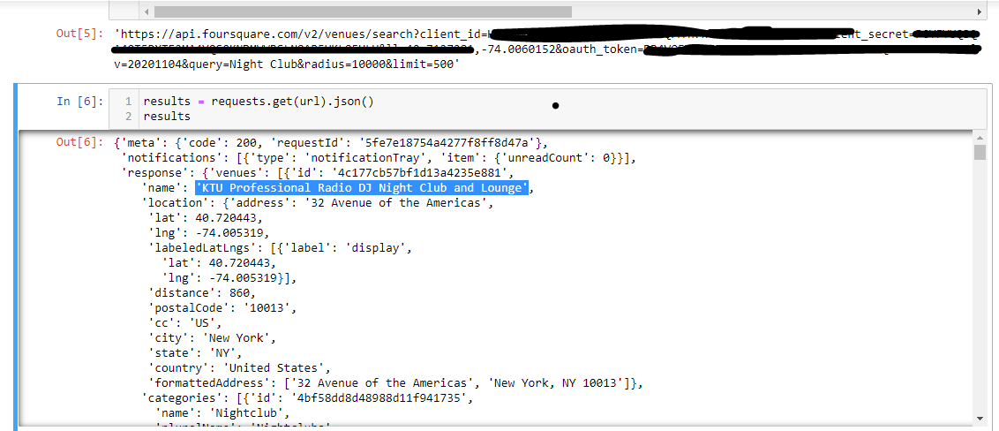 Out[5]: 'https://api.foursquare.com/v2/venues/search?client_id= ent_secret=
,-74.0060152&oauth_token=
v=20201104&query=Night Club&radius=10000&limit=500'
In [6]: 1 results = requests.get(url).json()
2 results
Out[6]: {'meta': {'code': 200, 'requestId': '5fe7e18754a4277f8ff8d47a'},
'notifications': [{'type': 'notificationTray', 'item': {'unreadCount': 0}}],
'response': {'venues': [{'id': '4c177cb57bf1d13a4235e881',
'name': 'KTU Professional Radio DJ Night Club and Lounge',
'location': {'address': '32 Avenue of the Americas',
'lat': 40.720443,
'lng': -74.005319,
'labeledLatLngs': [{'label': 'display',
'lat': 40.720443,
'lng': -74.005319}],
'distance': 860,
'postalCode': '10013',
'cc': 'US',
'city': 'New York',
'state': 'NY',
'country': 'United States',
'formattedAddress': ['32 Avenue of the Americas', 'New York, NY 10013']},
'categories': [{'id': '4bf58dd8d48988d11f941735',
'name': 'Nightclub',